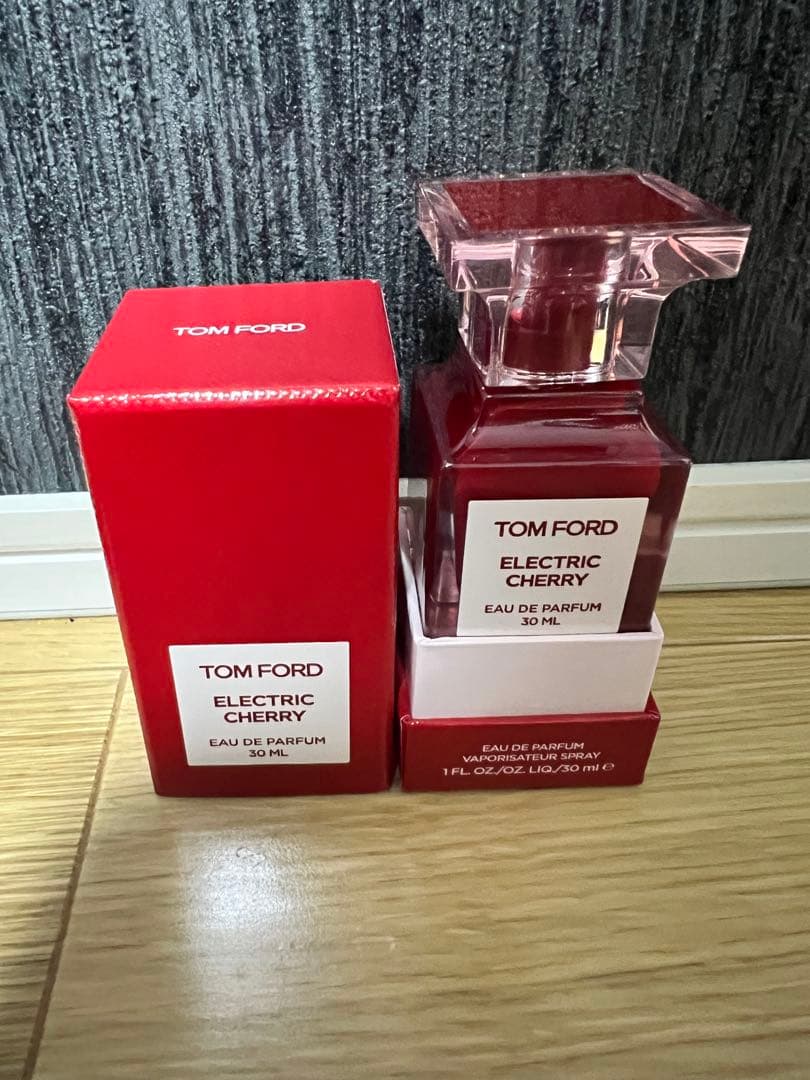 TOM FORD
TOM FORD
ELECTRIC
CHERRY
EAU DE PARFUM
30 ML
TOM FORD
ELECTRIC
CHERRY
EAU DE PARFUM
30 ML
EAU DE PARFUM
VAPORISATEUR SPRAY
1 FL. OZ./OZ. LIQ./30 ml ℮